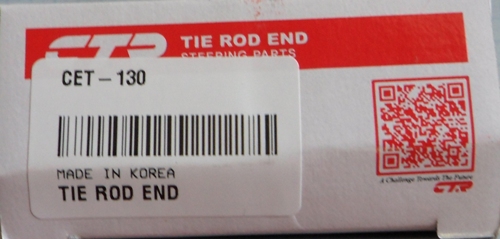 CTR
TIE ROD END
STEERING PARTS
CET - 130
MADE IN KOREA
TIE ROD END
A Challenge Towards The Future
CTR